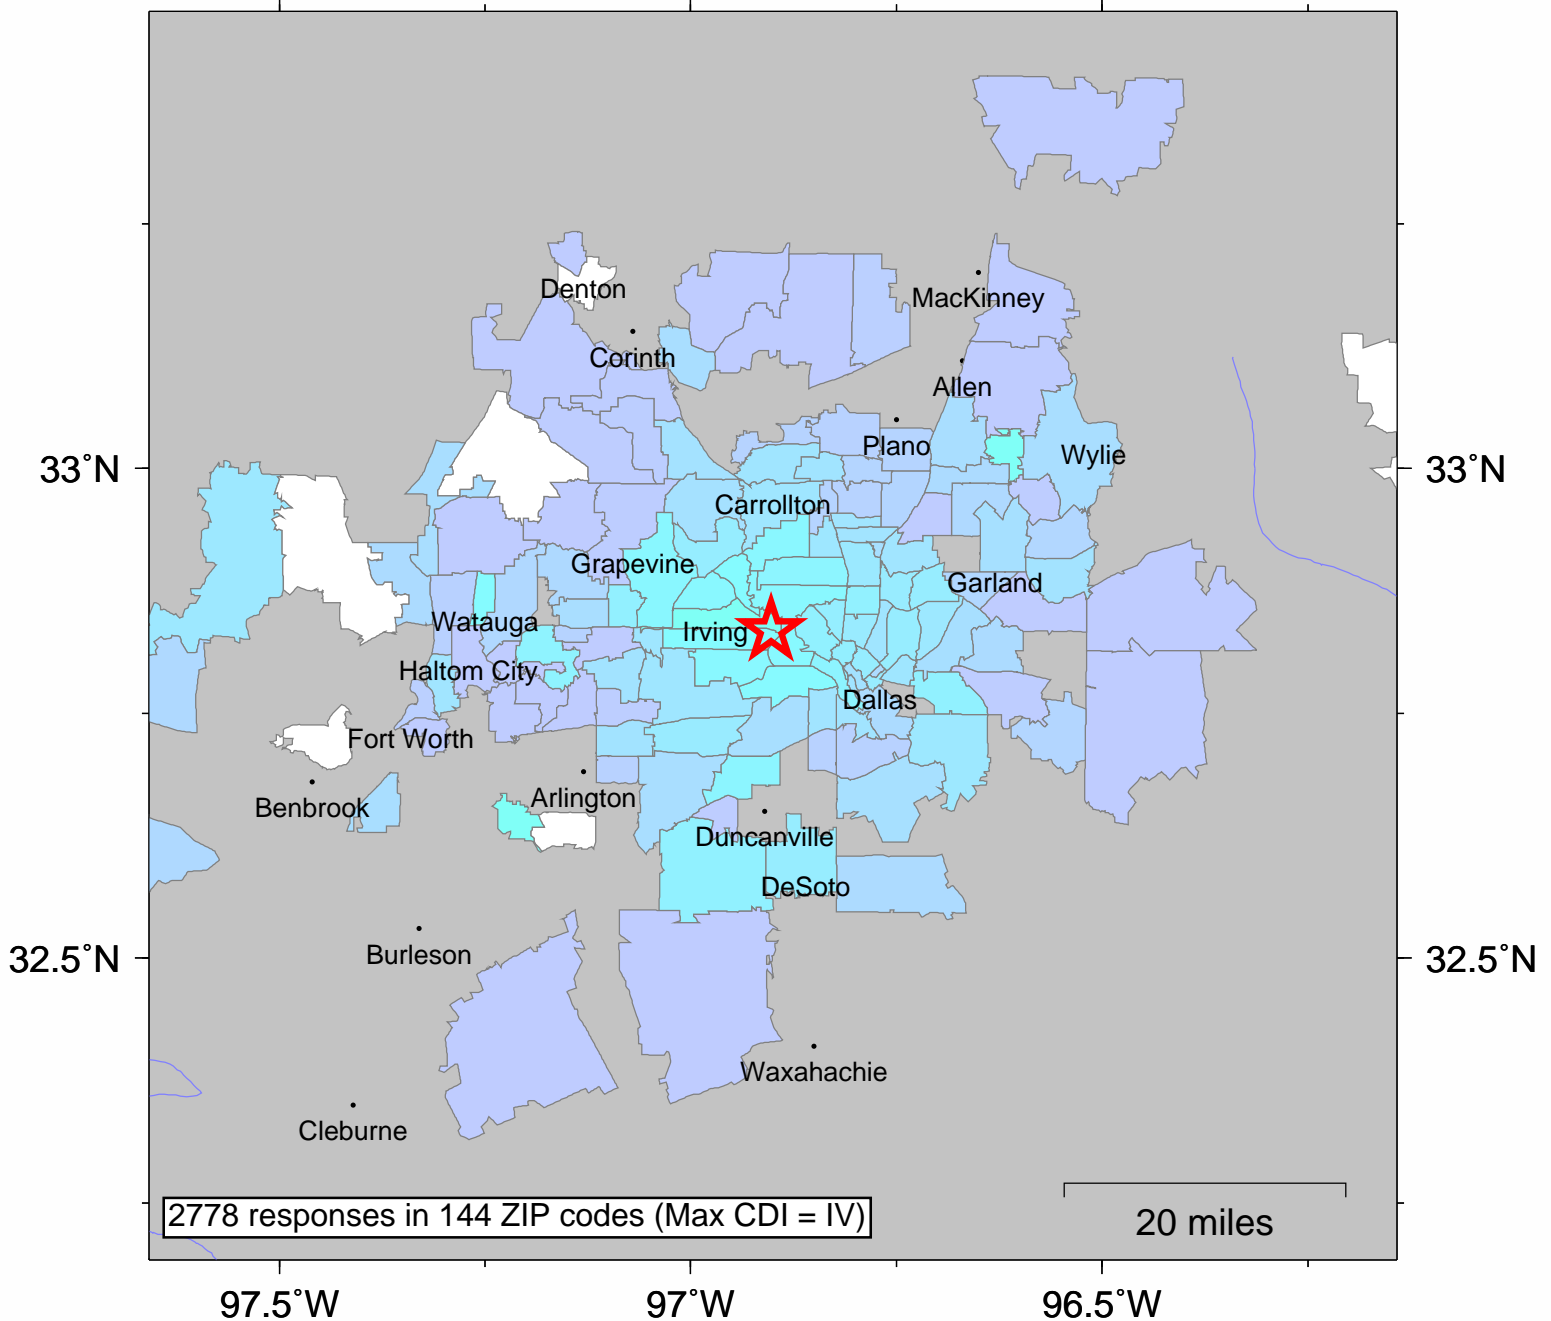 Denton
MacKinney
Corinth
Allen
Plano
Wylie
33˚N
33˚N
Carrollton
Grapevine
Garland
Watauga
Irving
Haltom City
Dallas
Fort Worth
Arlington
Benbrook
Duncanville
DeSoto
Burleson
32.5˚N
32.5˚N
Waxahachie
Cleburne
2778 responses in 144 ZIP codes (Max CDI = IV)
20 miles
97.5˚W
97˚W
96.5˚W